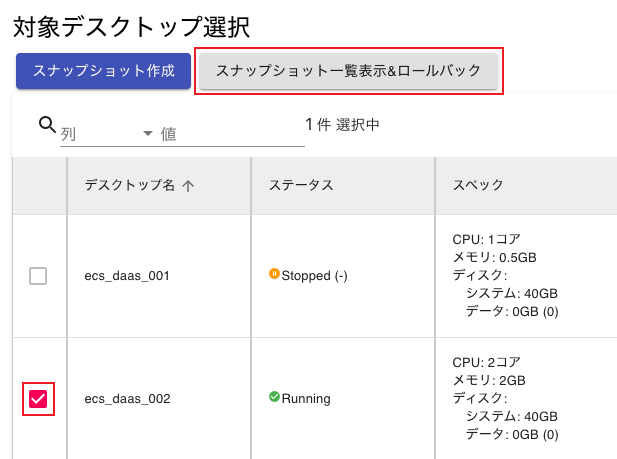 対象デスクトップ選択
スナップショット作成
スナップショット一覧表示&ロールバック
列
値
1 件 選択中
デスクトップ名
ステータス
スペック
ecs_daas_001
Stopped (-)
CPU: 1コア
メモリ: 0.5GB
ディスク:
システム: 40GB
データ: 0GB (0)
ecs_daas_002
Running
CPU: 2コア
メモリ: 2GB
ディスク:
システム: 40GB
データ: 0GB (0)